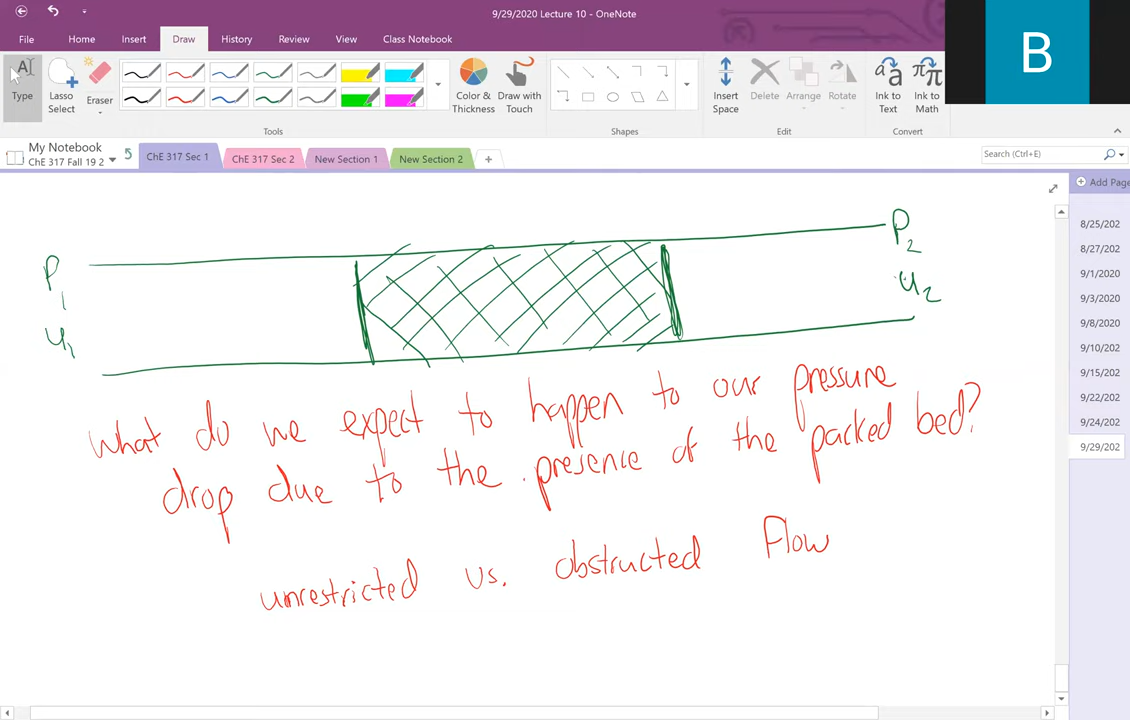 9/29/2020 Lecture 10 - OneNote
B
File Home Insert Draw History Review View Class Notebook
Type
Lasso Select
Eraser
Color & Thickness
Draw with Touch
Insert Space
Delete
Arrange
Rotate
Ink to Text
Ink to Math
Tools
Shapes
Edit
Convert
My Notebook
ChE 317 Fall 19 2
ChE 317 Sec 1
ChE 317 Sec 2
New Section 1
New Section 2
Search (Ctrl+E)
Add Page
8/25/202
8/27/202
9/1/2020
9/3/2020
9/8/2020
9/10/202
9/15/202
9/22/202
9/24/202
9/29/202
P1
u1
P2
u2
What do we expect to happen to our pressure
drop due to the presence of the packed bed?
unrestricted vs. obstructed Flow